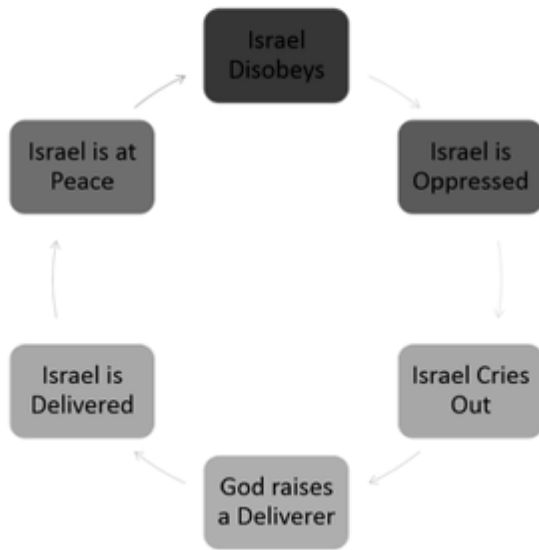 Israel
Disobeys
Israel is
Oppressed
Israel Cries
Out
God raises
a Deliverer
Israel is
Delivered
Israel is at
Peace